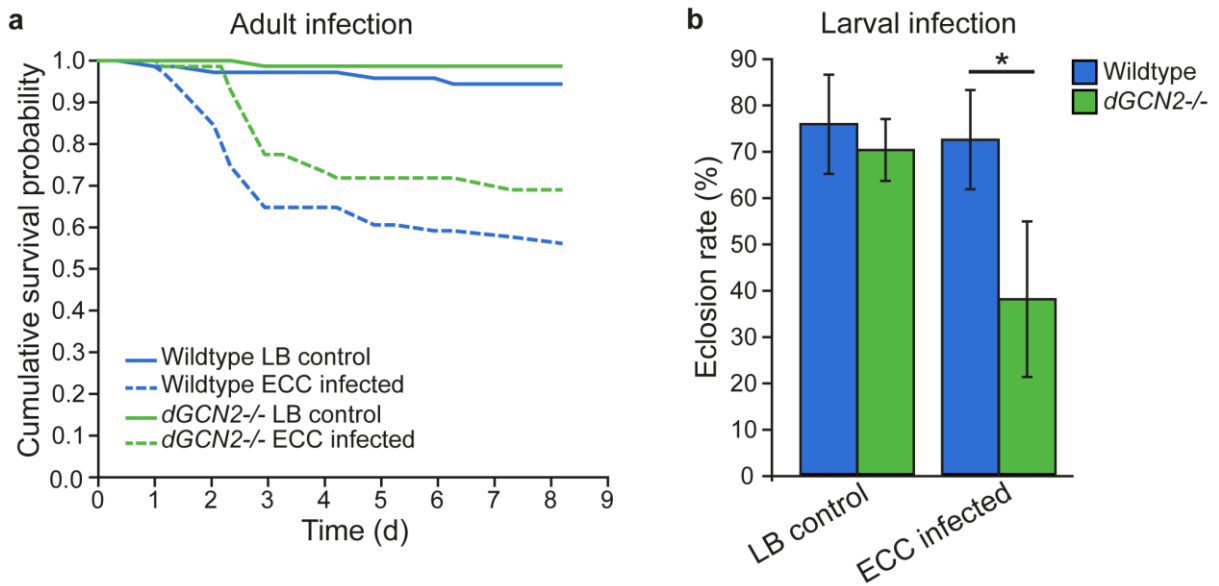 a
Adult infection
Cumulative survival probability
1.0
0.9
0.8
0.7
0.6
0.5
0.4
0.3
0.2
0.1
0.0
0 1 2 3 4 5 6 7 8 9
Time (d)
Wildtype LB control
Wildtype ECC infected
dGCN2-/- LB control
dGCN2-/- ECC infected
b
Larval infection
Eclosion rate (%)
90
80
70
60
50
40
30
40
70
0
*
LB control
ECC infected
Wildtype
dGCN2-/-